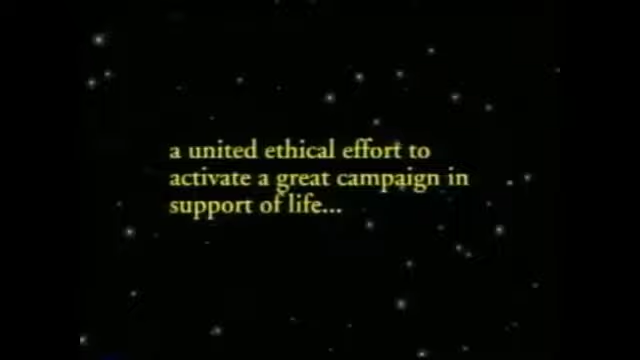 a united ethical effort to
activate a great campaign in
support of life...